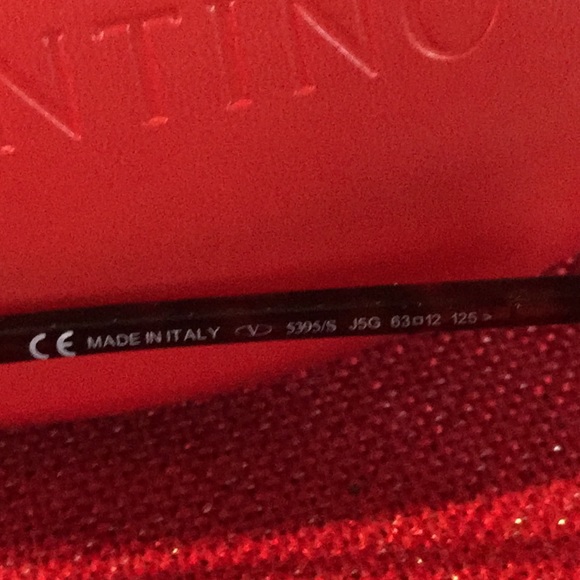 NTINO
CE MADE IN ITALY V 5395/S J5G 63□12 125 >